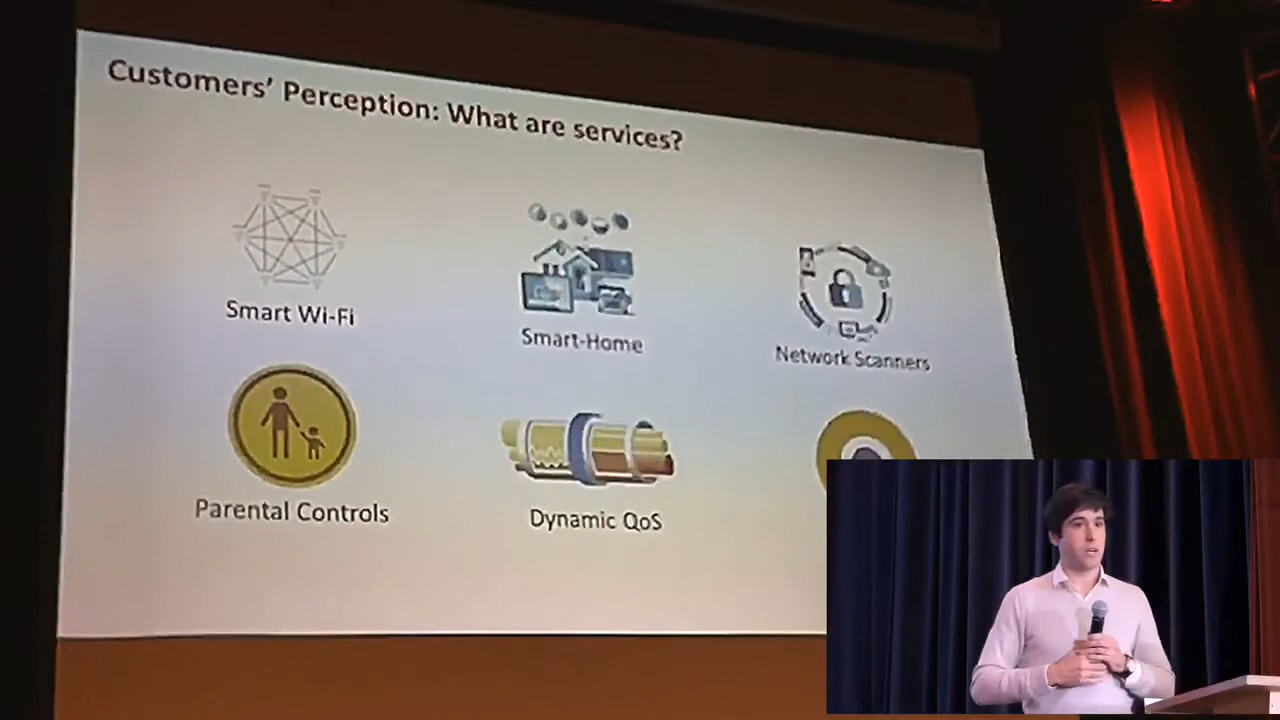 Customers' Perception: What are services?
Smart Wi-Fi
Smart-Home
Network Scanners
Parental Controls
Dynamic QoS